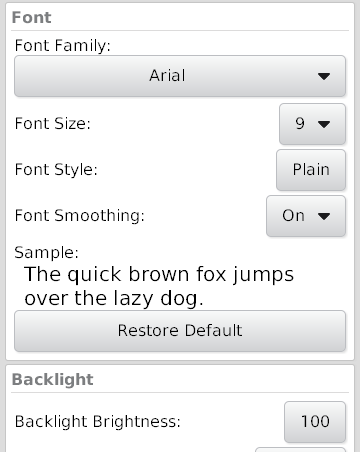 Font
Font Family:
Arial
Font Size:
9
Font Style:
Plain
Font Smoothing:
On
Sample:
The quick brown fox jumps
over the lazy dog.
Restore Default
Backlight
Backlight Brightness:
100